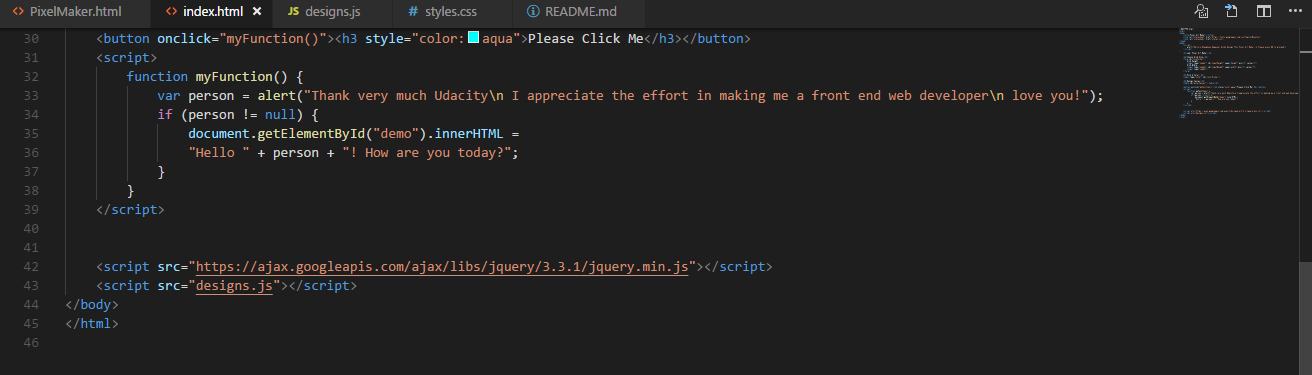 PixelMaker.html index.html designs.js styles.css README.md
30 <button onclick="myFunction()"><h3 style="color:aqua">Please Click Me</h3></button>
31 <script>
32 function myFunction() {
33 var person = alert("Thank very much Udacity\n I appreciate the effort in making me a front end web developer\n love you!");
34 if (person != null) {
35 document.getElementById("demo").innerHTML =
36 "Hello " + person + "! How are you today?";
37 }
38 }
39 </script>
40
41
42 <script src="https://ajax.googleapis.com/ajax/libs/jquery/3.3.1/jquery.min.js"></script>
43 <script src="designs.js"></script>
44 </body>
45 </html>
46